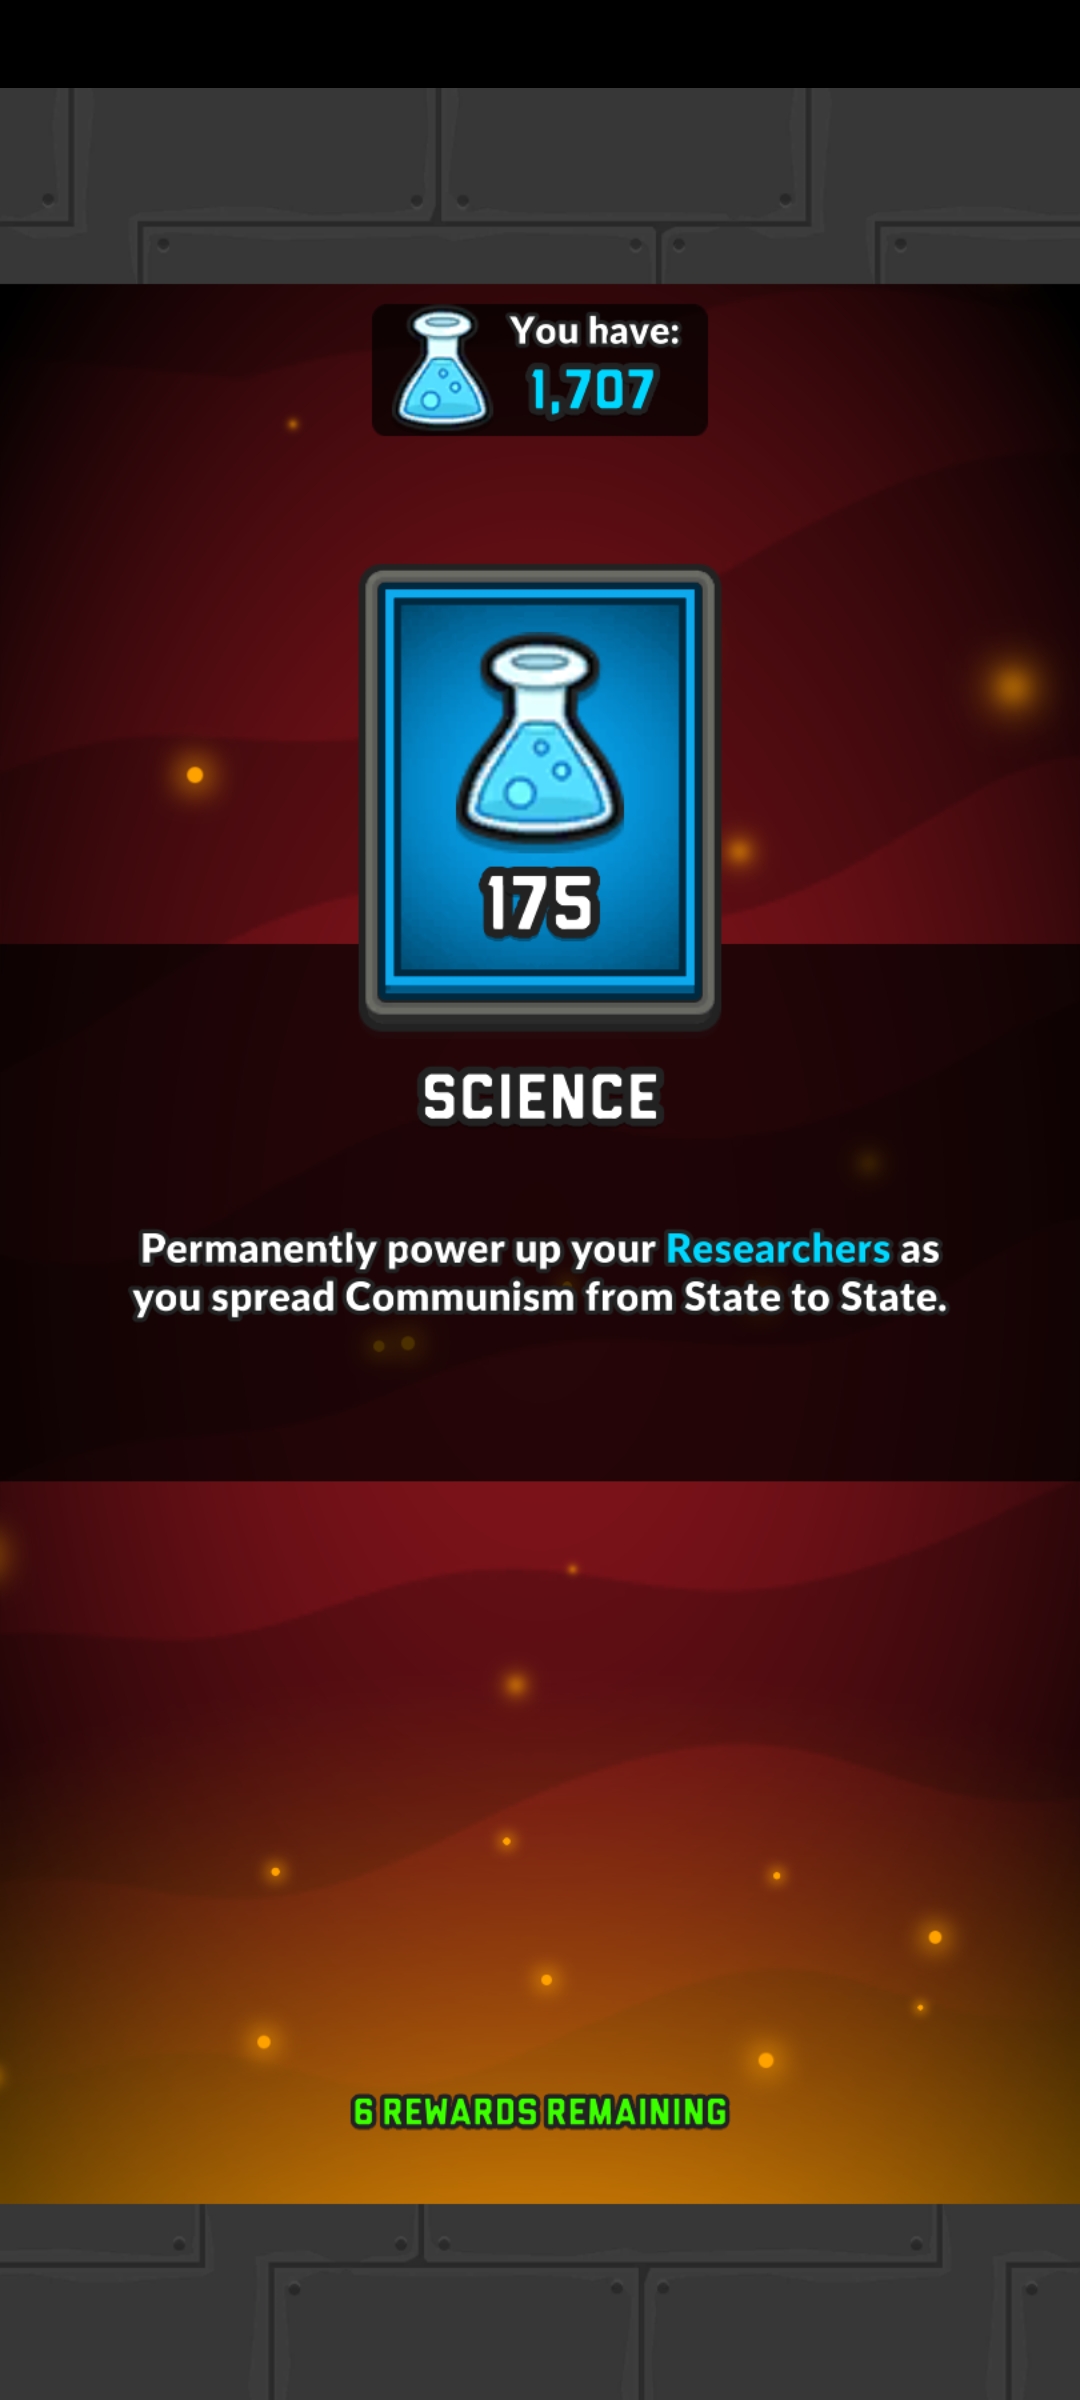 You have:
1,707
175
SCIENCE
Permanently power up your Researchers as
you spread Communism from State to State.
6 REWARDS REMAINING